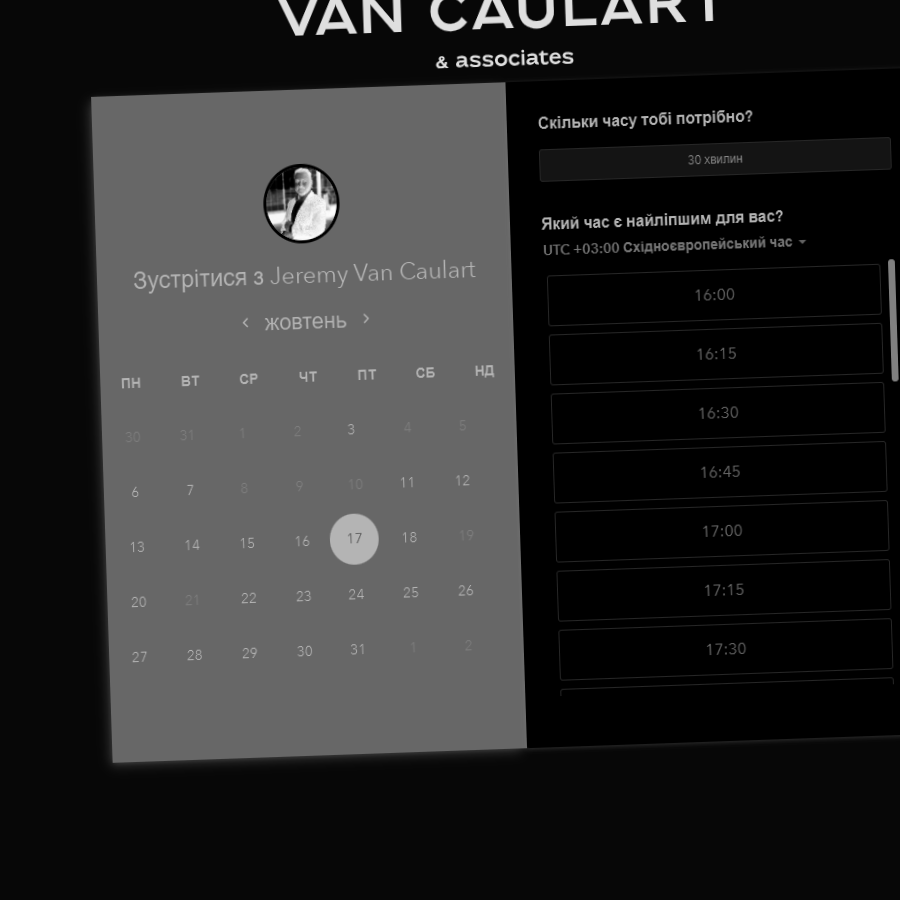 VAN CAULART
& associates
Зустрітися з Jeremy Van Caulart
жовтень
ПН ВТ СР ЧТ ПТ СБ НД
30 31 1 2 3 4 5
6 7 8 9 10 11 12
13 14 15 16 17 18 19
20 21 22 23 24 25 26
27 28 29 30 31 1 2
Скільки часу тобі потрібно?
30 хвилин
Який час є найліпшим для вас?
UTC +03:00 Східноєвропейський час
16:00
16:15
16:30
16:45
17:00
17:15
17:30